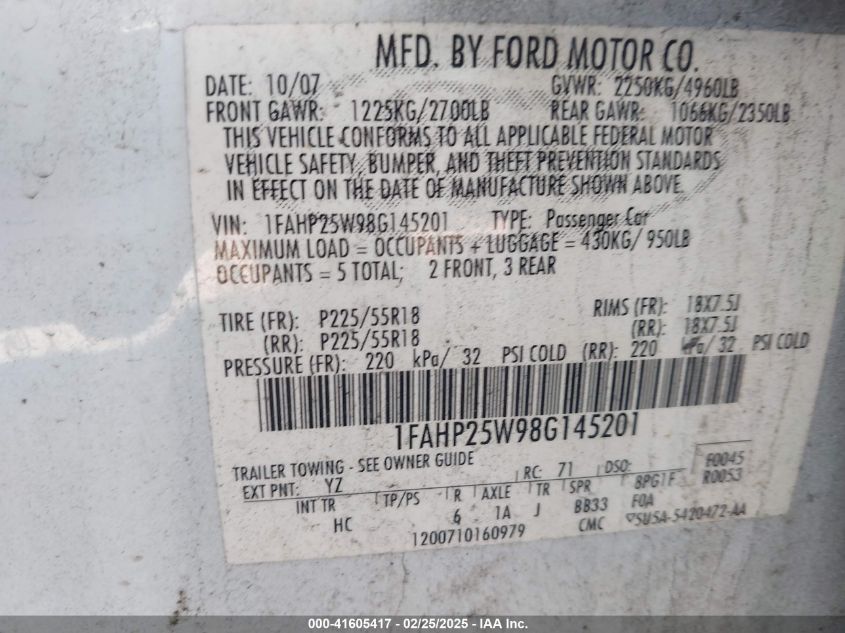 MFD. BY FORD MOTOR CO.
DATE: 10/07 GVWR: 2250KG/4960LB
FRONT GAWR: 1225KG/2700LB REAR GAWR: 1066KG/2350LB
THIS VEHICLE CONFORMS TO ALL APPLICABLE FEDERAL MOTOR
VEHICLE SAFETY, BUMPER, AND THEFT PREVENTION STANDARDS
IN EFFECT ON THE DATE OF MANUFACTURE SHOWN ABOVE.
VIN: 1FAHP25W98G145201 TYPE: Passenger Car
MAXIMUM LOAD = OCCUPANTS + LUGGAGE = 430KG/ 950LB
OCCUPANTS = 5 TOTAL; 2 FRONT, 3 REAR
TIRE (FR): P225/55R18 RIMS (FR): 18X7.5J
(RR): P225/55R18 (RR): 18X7.5J
PRESSURE (FR): 220 kPa/ 32 PSI COLD (RR): 220 kPa/ 32 PSI COLD
1FAHP25W98G145201
TRAILER TOWING - SEE OWNER GUIDE F0045
EXT PNT: YZ RC: 71 DSO: R0053
INT TR TP/PS R AXLE TR SPR 8PG1F
HC 6 1A J BB33 FOA
1200710160979 CMC 5U5A-5420472-AA
000-41605417 - 02/25/2025 - IAA Inc.